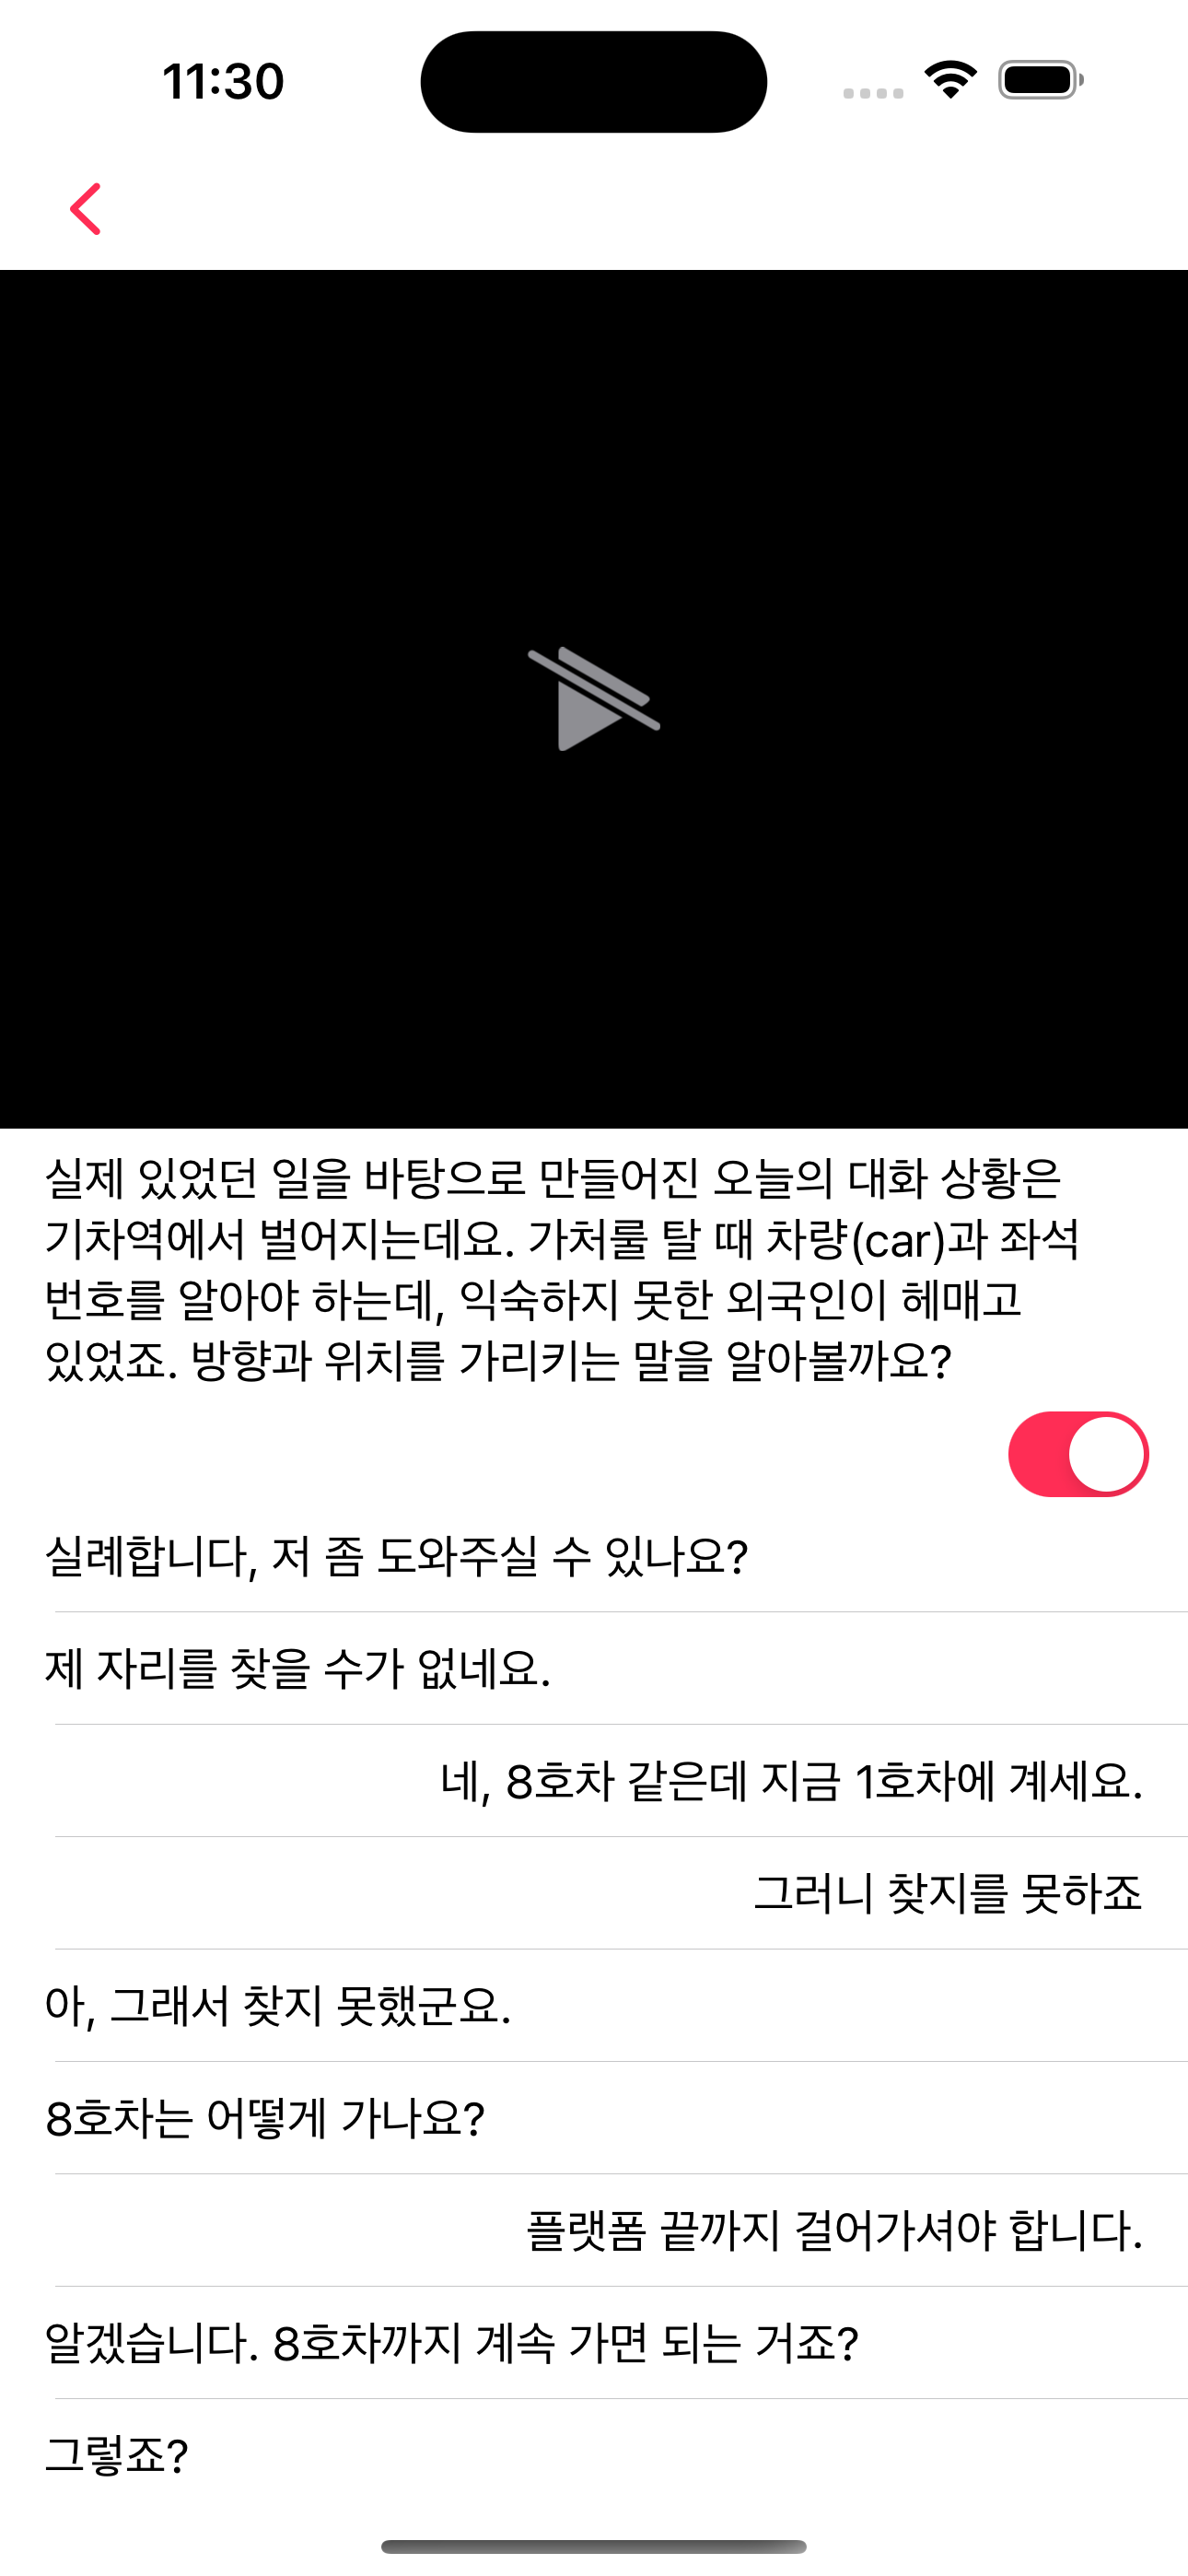 11:30
실제 있었던 일을 바탕으로 만들어진 오늘의 대화 상황은
기차역에서 벌어지는데요. 가처룰 탈 때 차량(car)과 좌석
번호를 알아야 하는데, 익숙하지 못한 외국인이 헤매고
있었죠. 방향과 위치를 가리키는 말을 알아볼까요?
실례합니다, 저 좀 도와주실 수 있나요?
제 자리를 찾을 수가 없네요.
네, 8호차 같은데 지금 1호차에 계세요.
그러니 찾지를 못하죠
아, 그래서 찾지 못했군요.
8호차는 어떻게 가나요?
플랫폼 끝까지 걸어가셔야 합니다.
알겠습니다. 8호차까지 계속 가면 되는 거죠?
그렇죠?